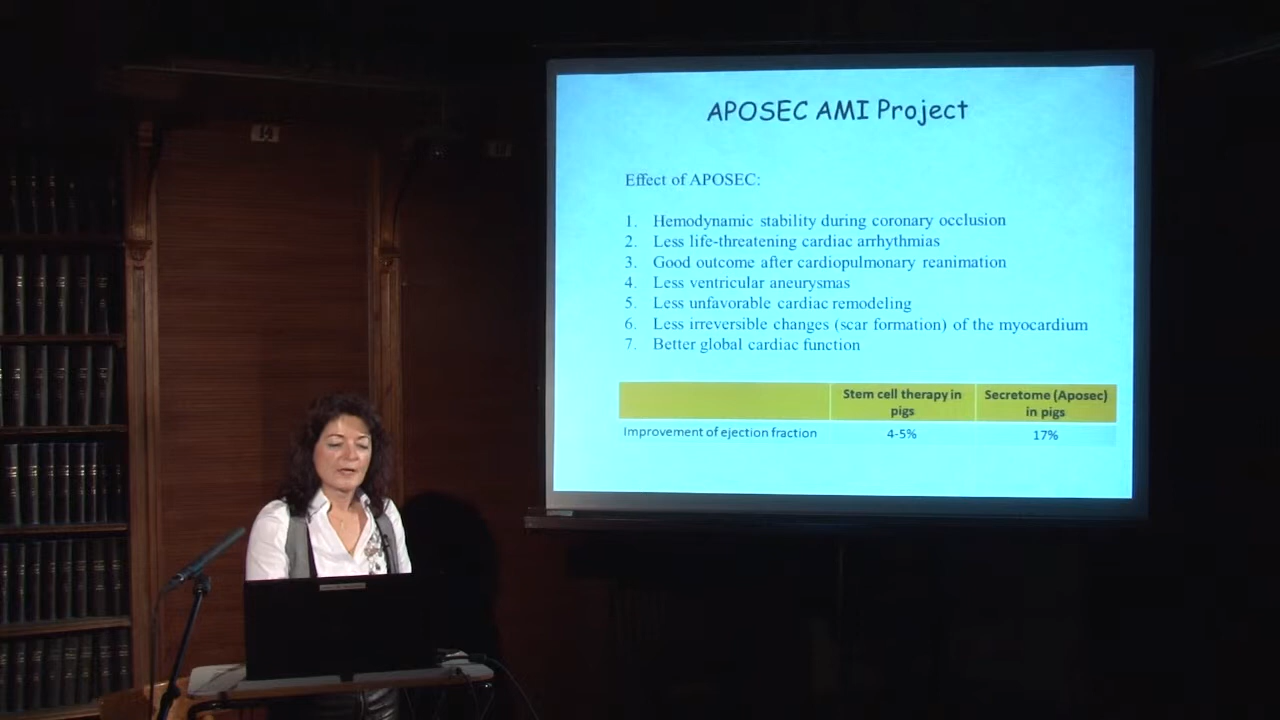 14
APOSEC AMI Project
Effect of APOSEC:
1. Hemodynamic stability during coronary occlusion
2. Less life-threatening cardiac arrhythmias
3. Good outcome after cardiopulmonary reanimation
4. Less ventricular aneurysmas
5. Less unfavorable cardiac remodeling
6. Less irreversible changes (scar formation) of the myocardium
7. Better global cardiac function
Stem cell therapy in pigs
Secretome (Aposec) in pigs
Improvement of ejection fraction 4-5% 17%